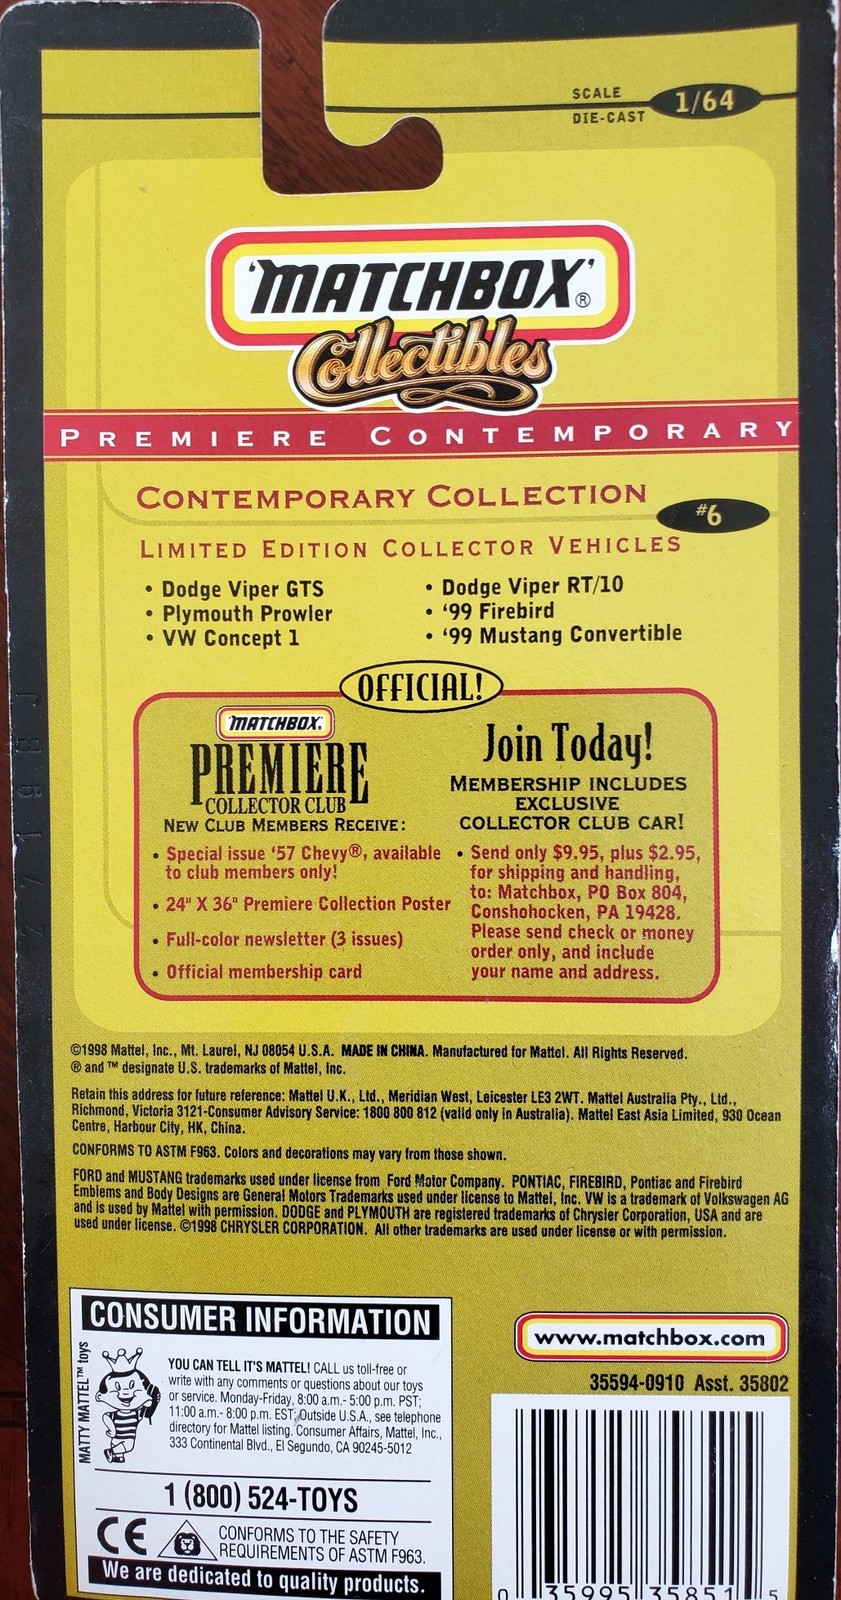 SCALE
DIE-CAST
1/64
'MATCHBOX'®
Collectibles
PREMIERE CONTEMPORARY
CONTEMPORARY COLLECTION
#6
LIMITED EDITION COLLECTOR VEHICLES
• Dodge Viper GTS
• Plymouth Prowler
• VW Concept 1
• Dodge Viper RT/10
• '99 Firebird
• '99 Mustang Convertible
OFFICIAL!
'MATCHBOX'
PREMIERE
COLLECTOR CLUB
NEW CLUB MEMBERS RECEIVE:
• Special issue '57 Chevy®, available
to club members only!
• 24" X 36" Premiere Collection Poster
• Full-color newsletter (3 issues)
• Official membership card
Join Today!
MEMBERSHIP INCLUDES
EXCLUSIVE
COLLECTOR CLUB CAR!
• Send only $9.95, plus $2.95,
for shipping and handling,
to: Matchbox, PO Box 804,
Conshohocken, PA 19428.
Please send check or money
order only, and include
your name and address.
©1998 Mattel, Inc., Mt. Laurel, NJ 08054 U.S.A. MADE IN CHINA. Manufactured for Mattel. All Rights Reserved.
® and ™ designate U.S. trademarks of Mattel, Inc.
Retain this address for future reference: Mattel U.K., Ltd., Meridian West, Leicester LE3 2WT. Mattel Australia Pty., Ltd.,
Richmond, Victoria 3121-Consumer Advisory Service: 1800 800 812 (valid only in Australia). Mattel East Asia Limited, 930 Ocean
Centre, Harbour City, HK, China.
CONFORMS TO ASTM F963. Colors and decorations may vary from those shown.
FORD and MUSTANG trademarks used under license from Ford Motor Company. PONTIAC, FIREBIRD, Pontiac and Firebird
Emblems and Body Designs are General Motors Trademarks used under license to Mattel, Inc. VW is a trademark of Volkswagen AG
and is used by Mattel with permission. DODGE and PLYMOUTH are registered trademarks of Chrysler Corporation, USA and are
used under license. ©1998 CHRYSLER CORPORATION. All other trademarks are used under license or with permission.
CONSUMER INFORMATION
MATTY MATTEL™ toys
YOU CAN TELL IT'S MATTEL! CALL us toll-free or
write with any comments or questions about our toys
or service. Monday-Friday, 8:00 a.m.- 5:00 p.m. PST;
11:00 a.m.- 8:00 p.m. EST; Outside U.S.A., see telephone
directory for Mattel listing. Consumer Affairs, Mattel, Inc.,
333 Continental Blvd., El Segundo, CA 90245-5012
1 (800) 524-TOYS
CE
CONFORMS TO THE SAFETY
REQUIREMENTS OF ASTM F963.
We are dedicated to quality products.
www.matchbox.com
35594-0910 Asst. 35802
0 35995 35851 5